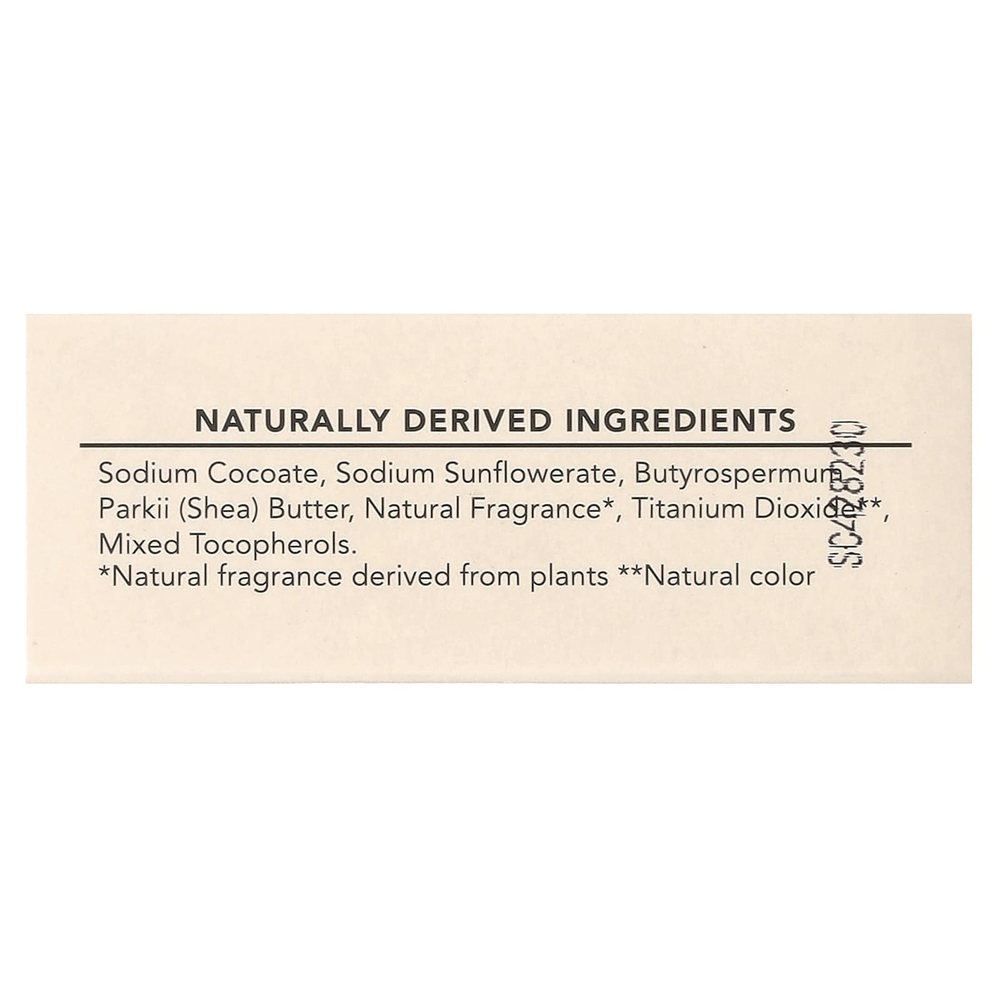 NATURALLY DERIVED INGREDIENTS
Sodium Cocoate, Sodium Sunflowerate, Butyrospermum
Parkii (Shea) Butter, Natural Fragrance*, Titanium Dioxide**,
Mixed Tocopherols.
*Natural fragrance derived from plants **Natural color